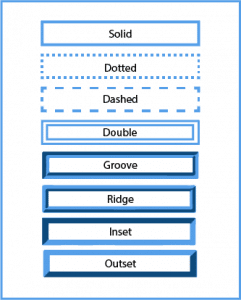 Solid
Dotted
Dashed
Double
Groove
Ridge
Inset
Outset